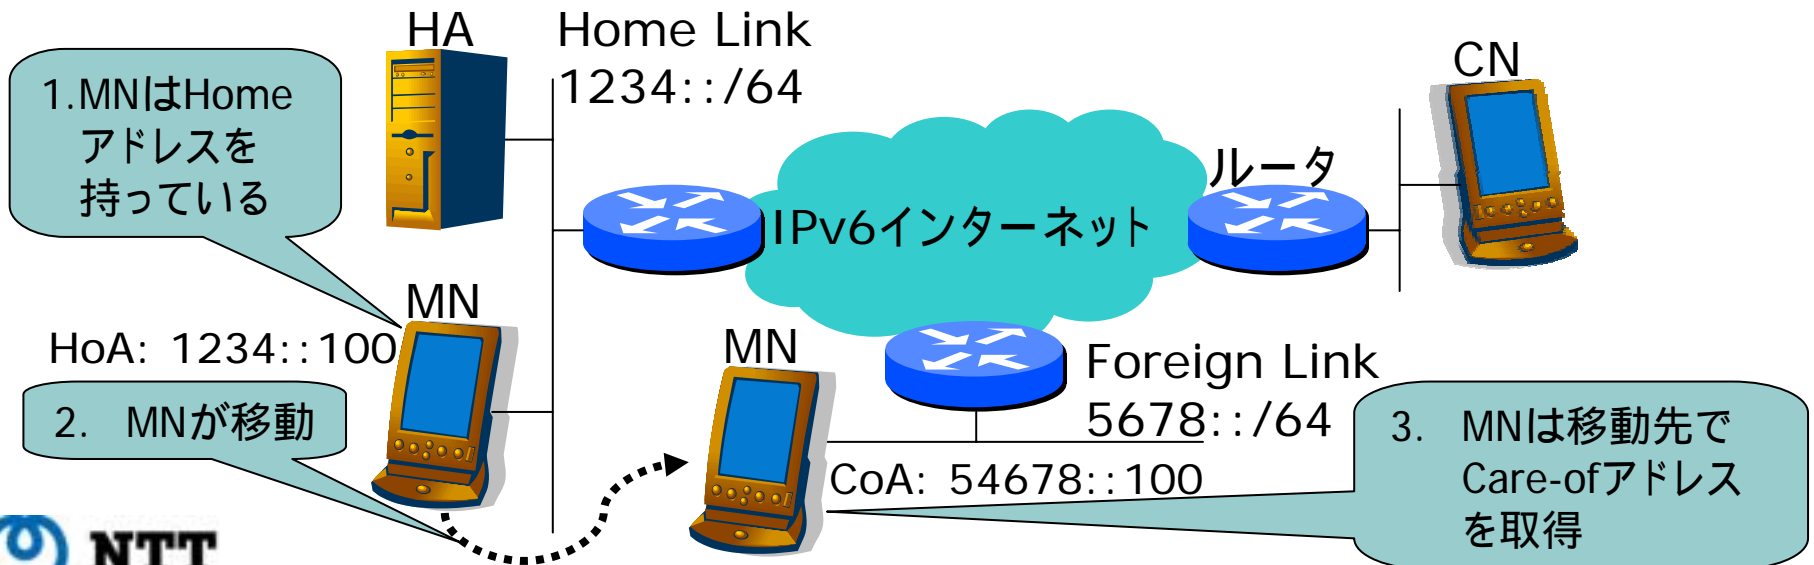 HA
Home Link
1234::/64
CN
1.MNはHome
アドレスを
持っている
ルータ
IPv6インターネット
MN
HoA: 1234::100
2. MNが移動
MN
Foreign Link
5678::/64
CoA: 54678::100
3. MNは移動先で
Care-ofアドレス
を取得
NTT